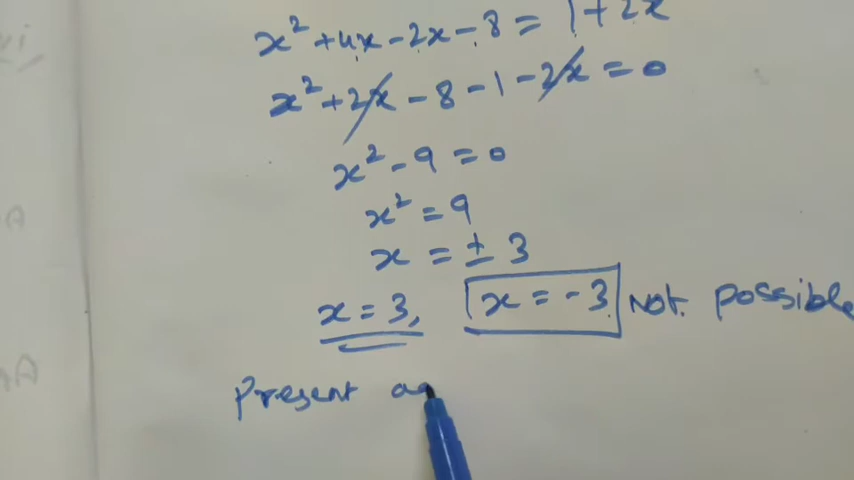 x² +4x - 2x - 8 = 1 + 2x
x² + 2x - 8 - 1 - 2x = 0
x² - 9 = 0
x² = 9
x = ± 3
x = 3, x = -3. Not. possible
Present ag